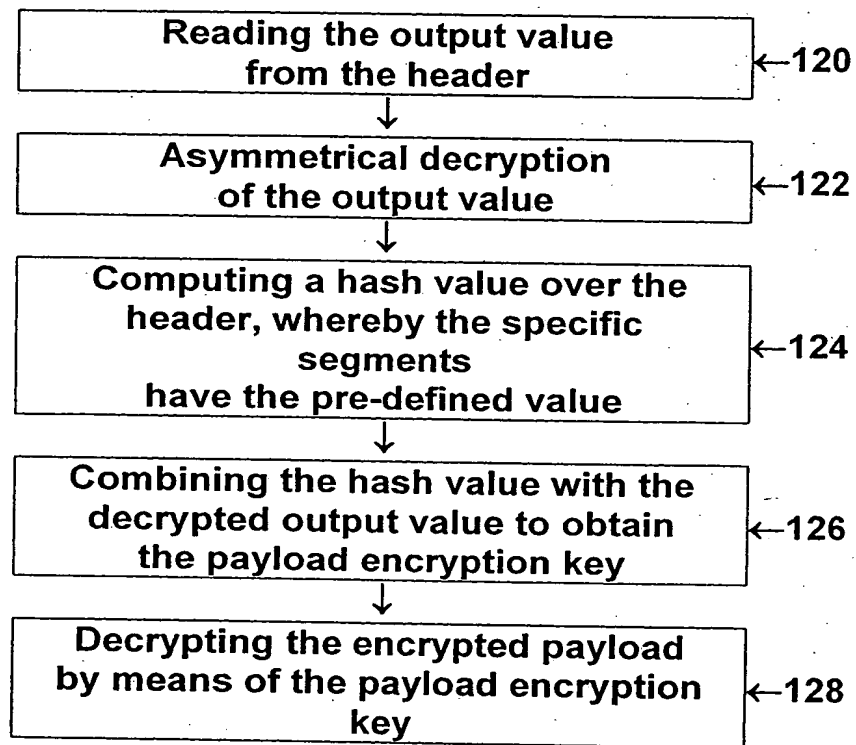 Reading the output value
from the header
←120
↓
Asymmetrical decryption
of the output value
←122
↓
Computing a hash value over the
header, whereby the specific
segments
have the pre-defined value
←124
↓
Combining the hash value with the
decrypted output value to obtain
the payload encryption key
←126
↓
Decrypting the encrypted payload
by means of the payload encryption
key
←128